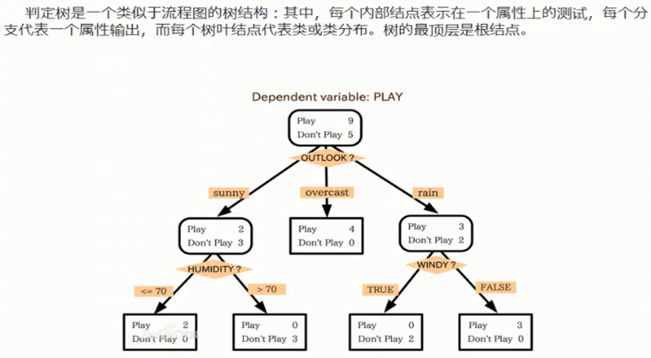 判定树是一个类似于流程图的树结构：其中，每个内部结点表示在一个属性上的测试，每个分
支代表一个属性输出，而每个树叶结点代表类或类分布。树的最顶层是根结点。
Dependent variable: PLAY
Play 9
Don't Play 5
OUTLOOK ?
sunny
overcast
rain
Play 2
Don't Play 3
Play 4
Don't Play 0
Play 3
Don't Play 2
HUMIDITY ?
WINDY ?
<= 70
> 70
TRUE
FALSE
Play 2
Don't Play 0
Play 0
Don't Play 3
Play 0
Don't Play 2
Play 3
Don't Play 0